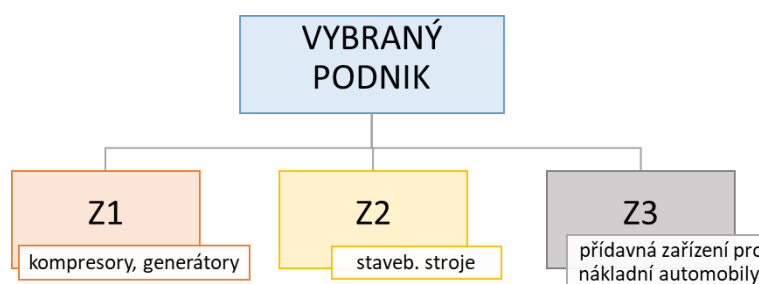 VYBRANÝ
PODNIK
Z1
kompresory, generátory
Z2
staveb. stroje
Z3
přídavná zařízení pro
nákladní automobily